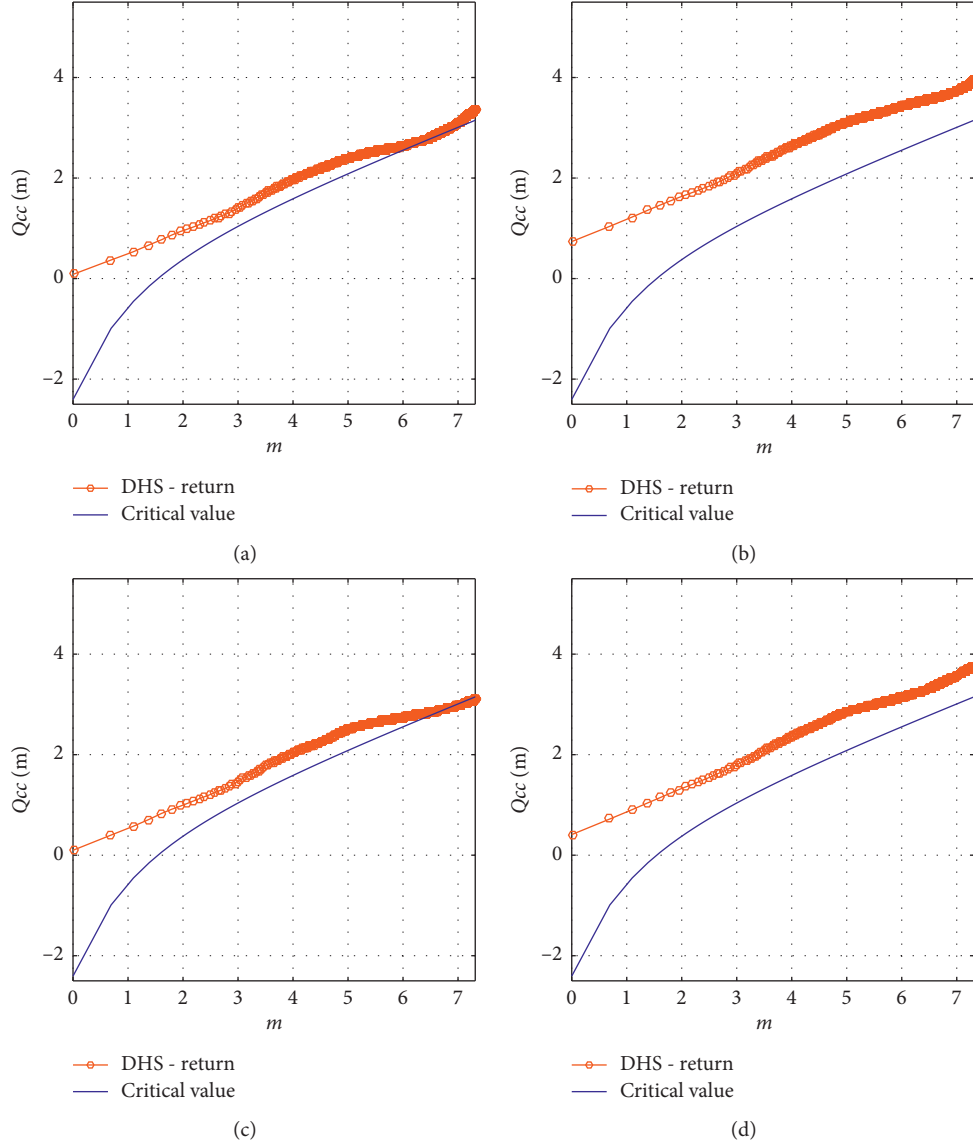 4
2
0
−2
Qcc (m)
0 1 2 3 4 5 6 7
m
DHS - return
Critical value
(a)
4
2
0
−2
Qcc (m)
0 1 2 3 4 5 6 7
m
DHS - return
Critical value
(b)
4
2
0
−2
Qcc (m)
0 1 2 3 4 5 6 7
m
DHS - return
Critical value
(c)
4
2
0
−2
Qcc (m)
0 1 2 3 4 5 6 7
m
DHS - return
Critical value
(d)